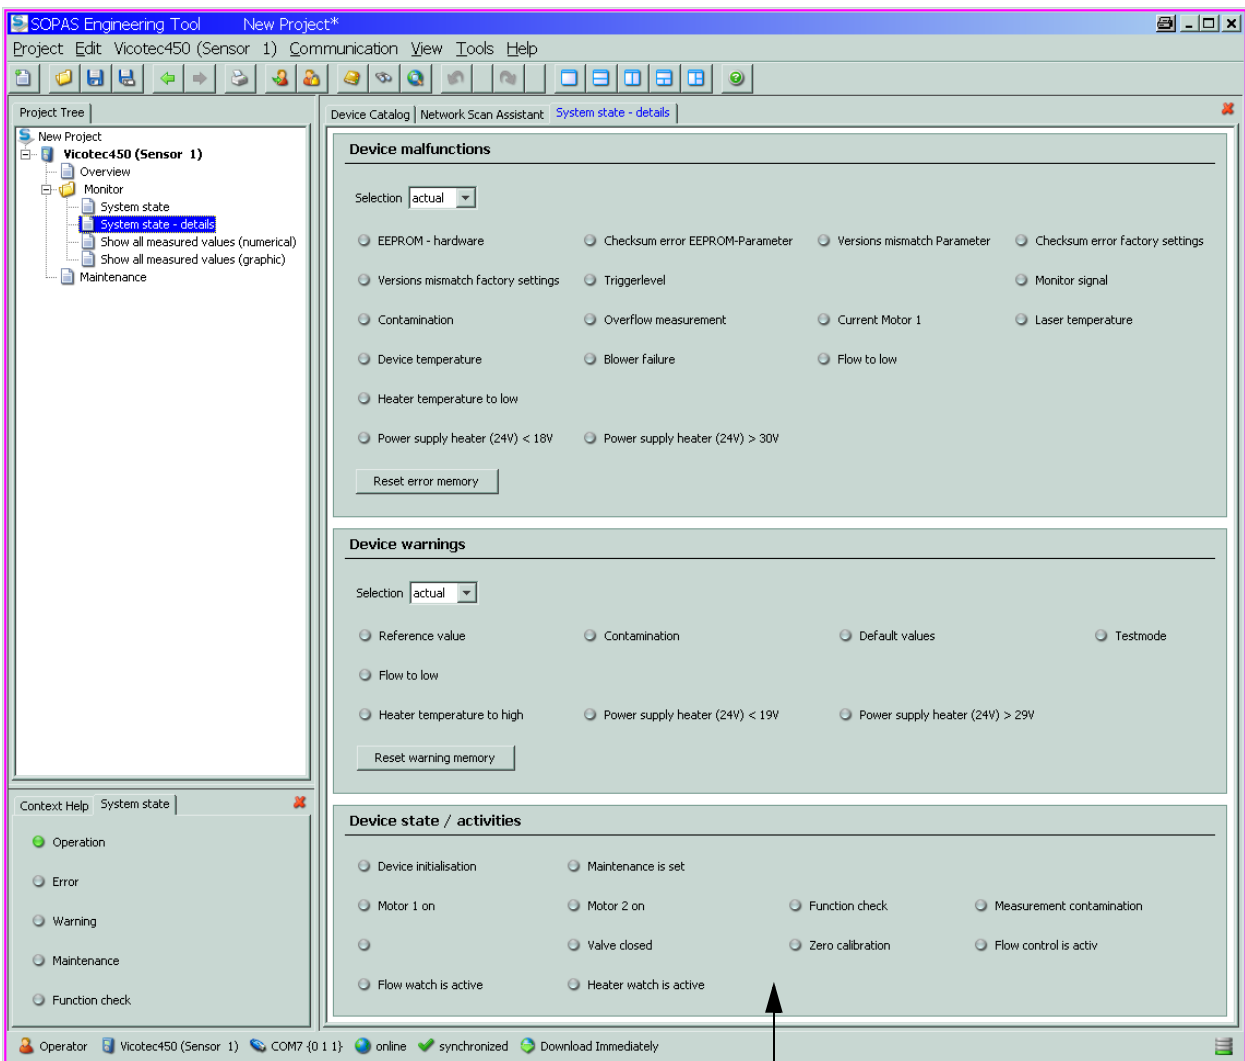 SOPAS Engineering Tool New Project*
Project Edit Vicotec450 (Sensor 1) Communication View Tools Help
Project Tree
New Project
Vicotec450 (Sensor 1)
Overview
Monitor
System state
System state - details
Show all measured values (numerical)
Show all measured values (graphic)
Maintenance
Device Catalog Network Scan Assistant System state - details
Device malfunctions
Selection actual
EEPROM - hardware Checksum error EEPROM-Parameter Versions mismatch Parameter Checksum error factory settings
Versions mismatch factory settings Triggerlevel Monitor signal
Contamination Overflow measurement Current Motor 1 Laser temperature
Device temperature Blower failure Flow to low
Heater temperature to low
Power supply heater (24V) < 18V Power supply heater (24V) > 30V
Reset error memory
Device warnings
Selection actual
Reference value Contamination Default values Testmode
Flow to low
Heater temperature to high Power supply heater (24V) < 19V Power supply heater (24V) > 29V
Reset warning memory
Device state / activities
Device initialisation Maintenance is set
Motor 1 on Motor 2 on Function check Measurement contamination
Valve closed Zero calibration Flow control is activ
Flow watch is active Heater watch is active
Context Help System state
Operation
Error
Warning
Maintenance
Function check
Operator Vicotec450 (Sensor 1) COM7 {0 1 1} online synchronized Download Immediately